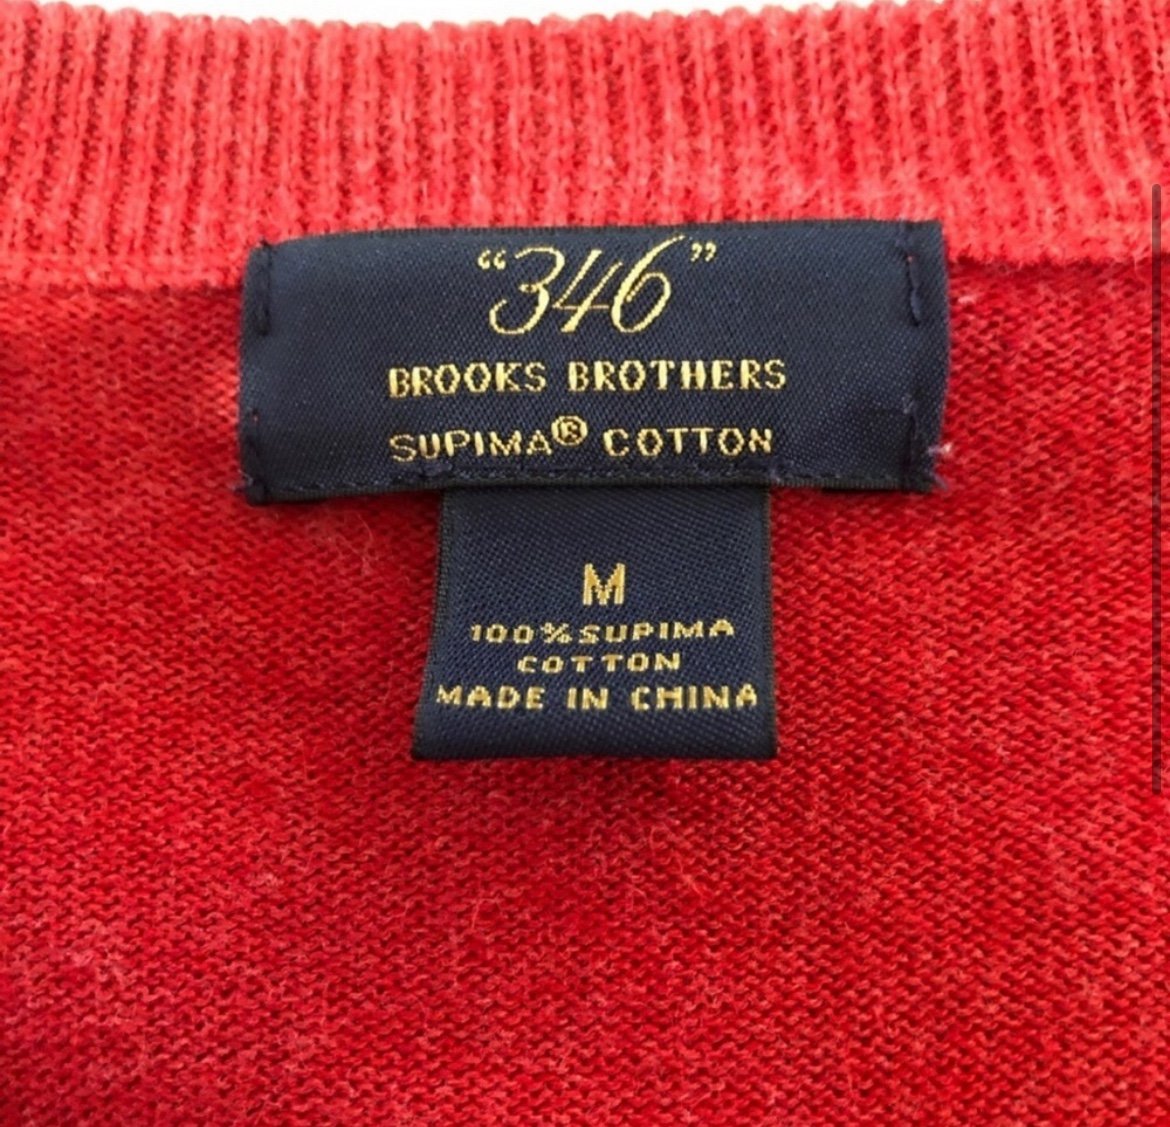 “346”
BROOKS BROTHERS
SUPIMA® COTTON
M
100%SUPIMA
COTTON
MADE IN CHINA